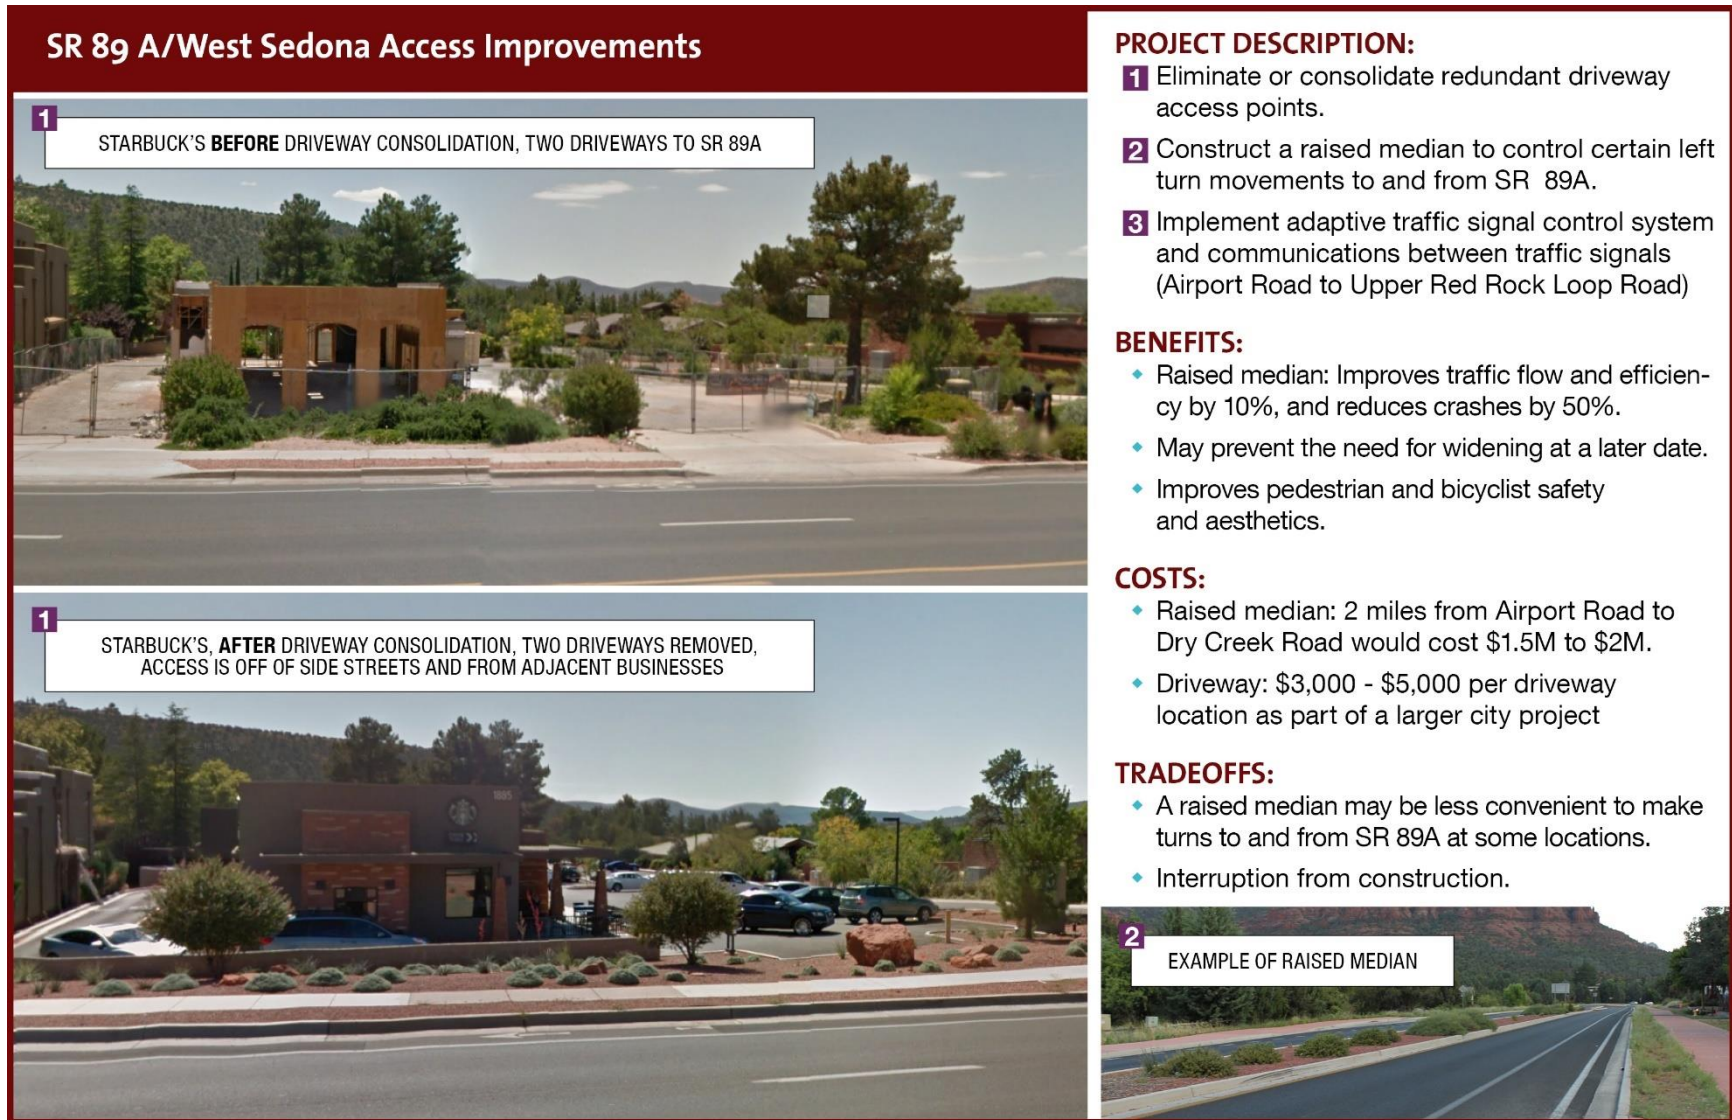 SR 89 A/West Sedona Access Improvements
1
STARBUCK'S BEFORE DRIVEWAY CONSOLIDATION, TWO DRIVEWAYS TO SR 89A
1
STARBUCK'S, AFTER DRIVEWAY CONSOLIDATION, TWO DRIVEWAYS REMOVED,
ACCESS IS OFF OF SIDE STREETS AND FROM ADJACENT BUSINESSES
1885
PROJECT DESCRIPTION:
1 Eliminate or consolidate redundant driveway
access points.
2 Construct a raised median to control certain left
turn movements to and from SR 89A.
3 Implement adaptive traffic signal control system
and communications between traffic signals
(Airport Road to Upper Red Rock Loop Road)
BENEFITS:
Raised median: Improves traffic flow and efficien-
cy by 10%, and reduces crashes by 50%.
May prevent the need for widening at a later date.
Improves pedestrian and bicyclist safety
and aesthetics.
COSTS:
Raised median: 2 miles from Airport Road to
Dry Creek Road would cost $1.5M to $2M.
Driveway: $3,000 - $5,000 per driveway
location as part of a larger city project
TRADEOFFS:
A raised median may be less convenient to make
turns to and from SR 89A at some locations.
Interruption from construction.
2
EXAMPLE OF RAISED MEDIAN